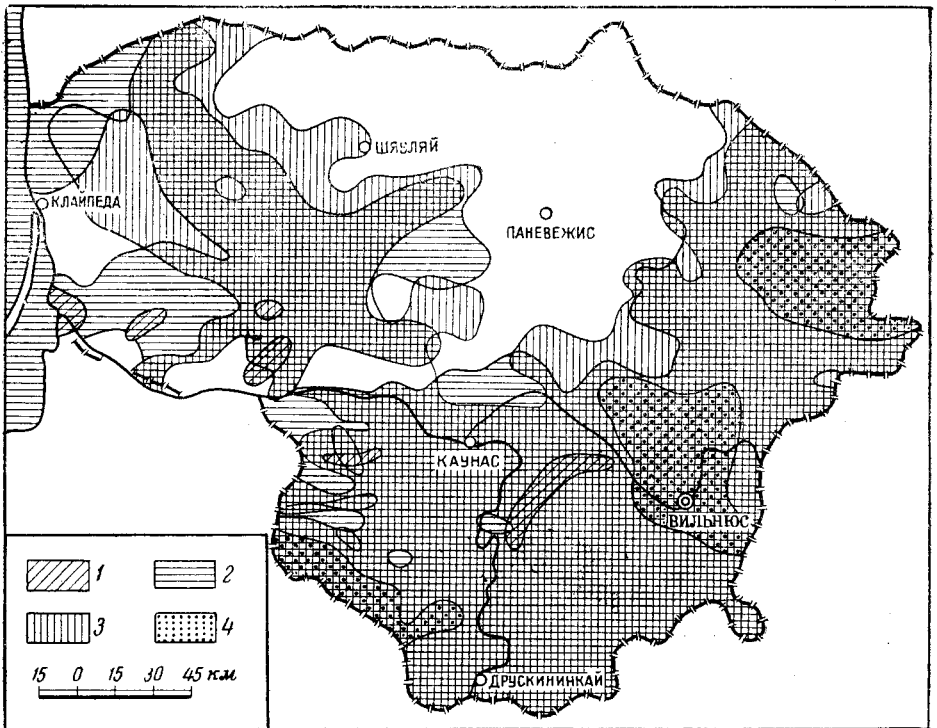 ШЯУЛЯЙ
КЛАЙПЕДА
ПАНЕВЕЖИС
КАУНАС
ВИЛЬНЮС
1 2
3 4
15 0 15 30 45 км
ДРУСКИНИНКАЙ